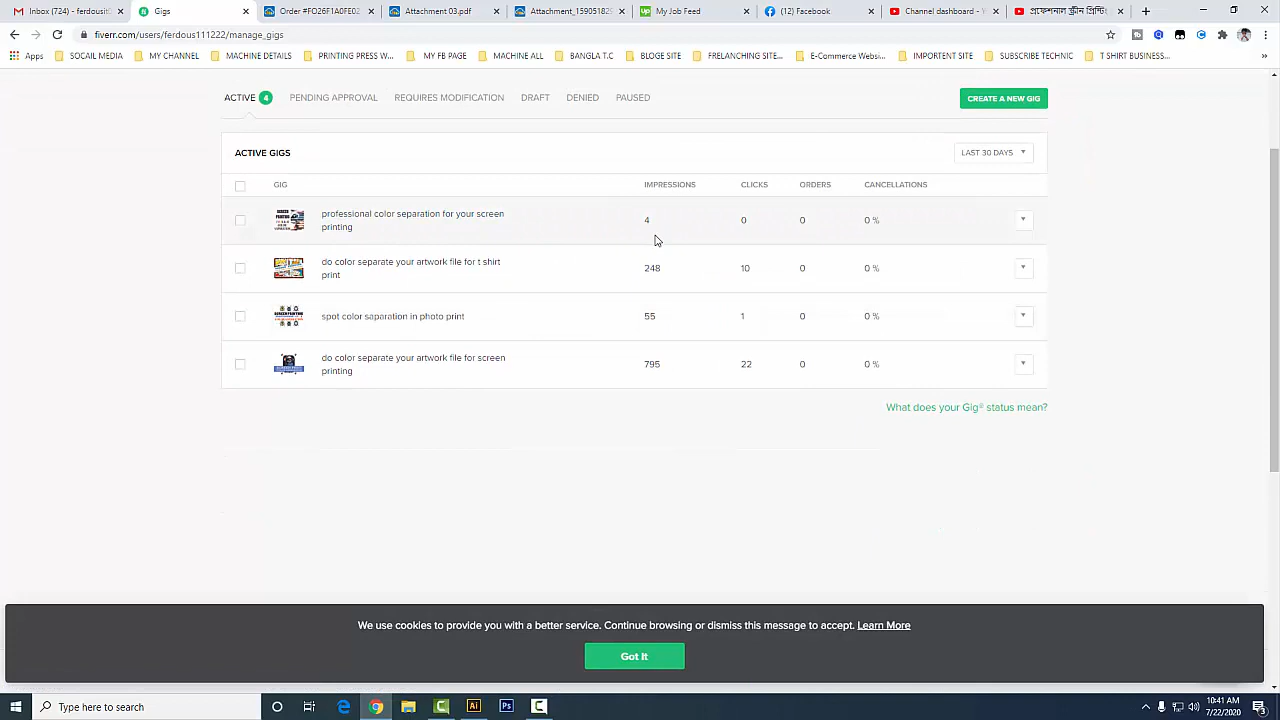 Inbox (724) - ferdousit0
Gigs
Order #FO26F1A0FE02
Attachment 03.pdf
Attachment_159051829
My Job Feed
(12) Facebook
Channel dashboard - Y
প্রফেশনাল স্ক্রীন প্রিন্টিং
fiverr.com/users/ferdous111222/manage_gigs
Apps
SOCAIL MEDIA
MY CHANNEL
MACHINE DETAILS
PRINTING PRESS W...
MY FB PAGE
MACHINE ALL
BANGLA T.C
BLOGE SITE
FRELANCHING SITE...
E-Commerce Websi...
IMPORTENT SITE
SUBSCRIBE TECHNIC
T SHIRT BUSINESS...
ACTIVE 4
PENDING APPROVAL
REQUIRES MODIFICATION
DRAFT
DENIED
PAUSED
CREATE A NEW GIG
ACTIVE GIGS
LAST 30 DAYS
GIG
IMPRESSIONS
CLICKS
ORDERS
CANCELLATIONS
professional color separation for your screen
printing
4
0
0
0 %
do color separate your artwork file for t shirt
print
248
10
0
0 %
spot color saparation in photo print
55
1
0
0 %
do color separate your artwork file for screen
printing
795
22
0
0 %
What does your Gig® status mean?
We use cookies to provide you with a better service. Continue browsing or dismiss this message to accept. Learn More
Got It
Type here to search
10:41 AM
7/22/2020